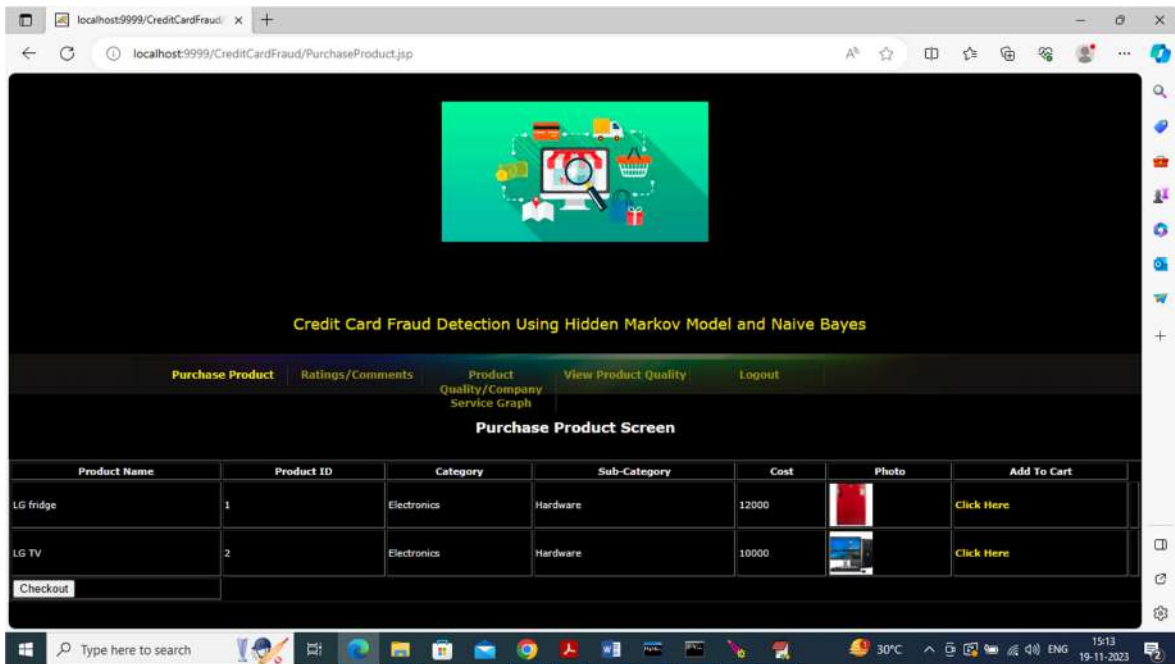 localhost:9999/CreditCardFraud/
localhost:9999/CreditCardFraud/PurchaseProduct.jsp
Credit Card Fraud Detection Using Hidden Markov Model and Naive Bayes
Purchase Product Ratings/Comments Product Quality/Company Service Graph View Product Quality Logout
Purchase Product Screen
Product Name Product ID Category Sub-Category Cost Photo Add To Cart
LG fridge 1 Electronics Hardware 12000 Click Here
LG TV 2 Electronics Hardware 10000 Click Here
Checkout
Type here to search 30°C ENG 15:13
19-11-2023